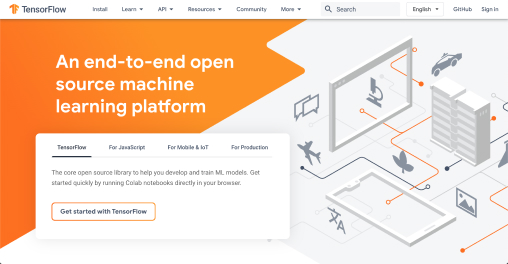 TensorFlow Install Learn API Resources Community More Search English GitHub Sign in
An end-to-end open
source machine
learning platform
TensorFlow For JavaScript For Mobile & IoT For Production
The core open source library to help you develop and train ML models. Get
started quickly by running Colab notebooks directly in your browser.
Get started with TensorFlow